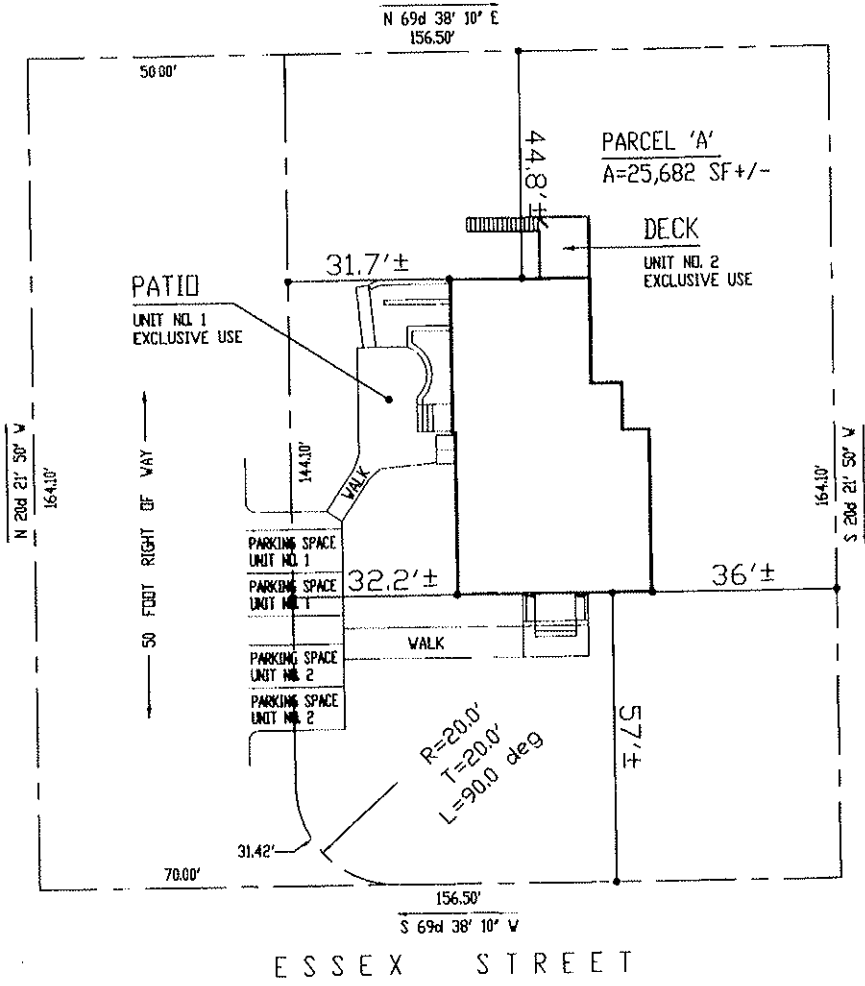 N 69d 38' 10" E
156.50'
50.00'
44.8'±
PARCEL 'A'
A=25,682 SF+/-
DECK
UNIT NO. 2
EXCLUSIVE USE
31.7'±
PATIO
UNIT NO. 1
EXCLUSIVE USE
N 20d 21' 50" W
164.10'
50 FOOT RIGHT OF WAY
144.10'
WALK
164.10'
S 20d 21' 50" W
PARKING SPACE
UNIT NO. 1
PARKING SPACE
UNIT NO. 1
32.2'±
36'±
WALK
PARKING SPACE
UNIT NO. 2
PARKING SPACE
UNIT NO. 2
57'±
R=20.0'
T=20.0'
L=90.0 deg
31.42'
70.00'
156.50'
S 69d 38' 10" W
ESSEX STREET